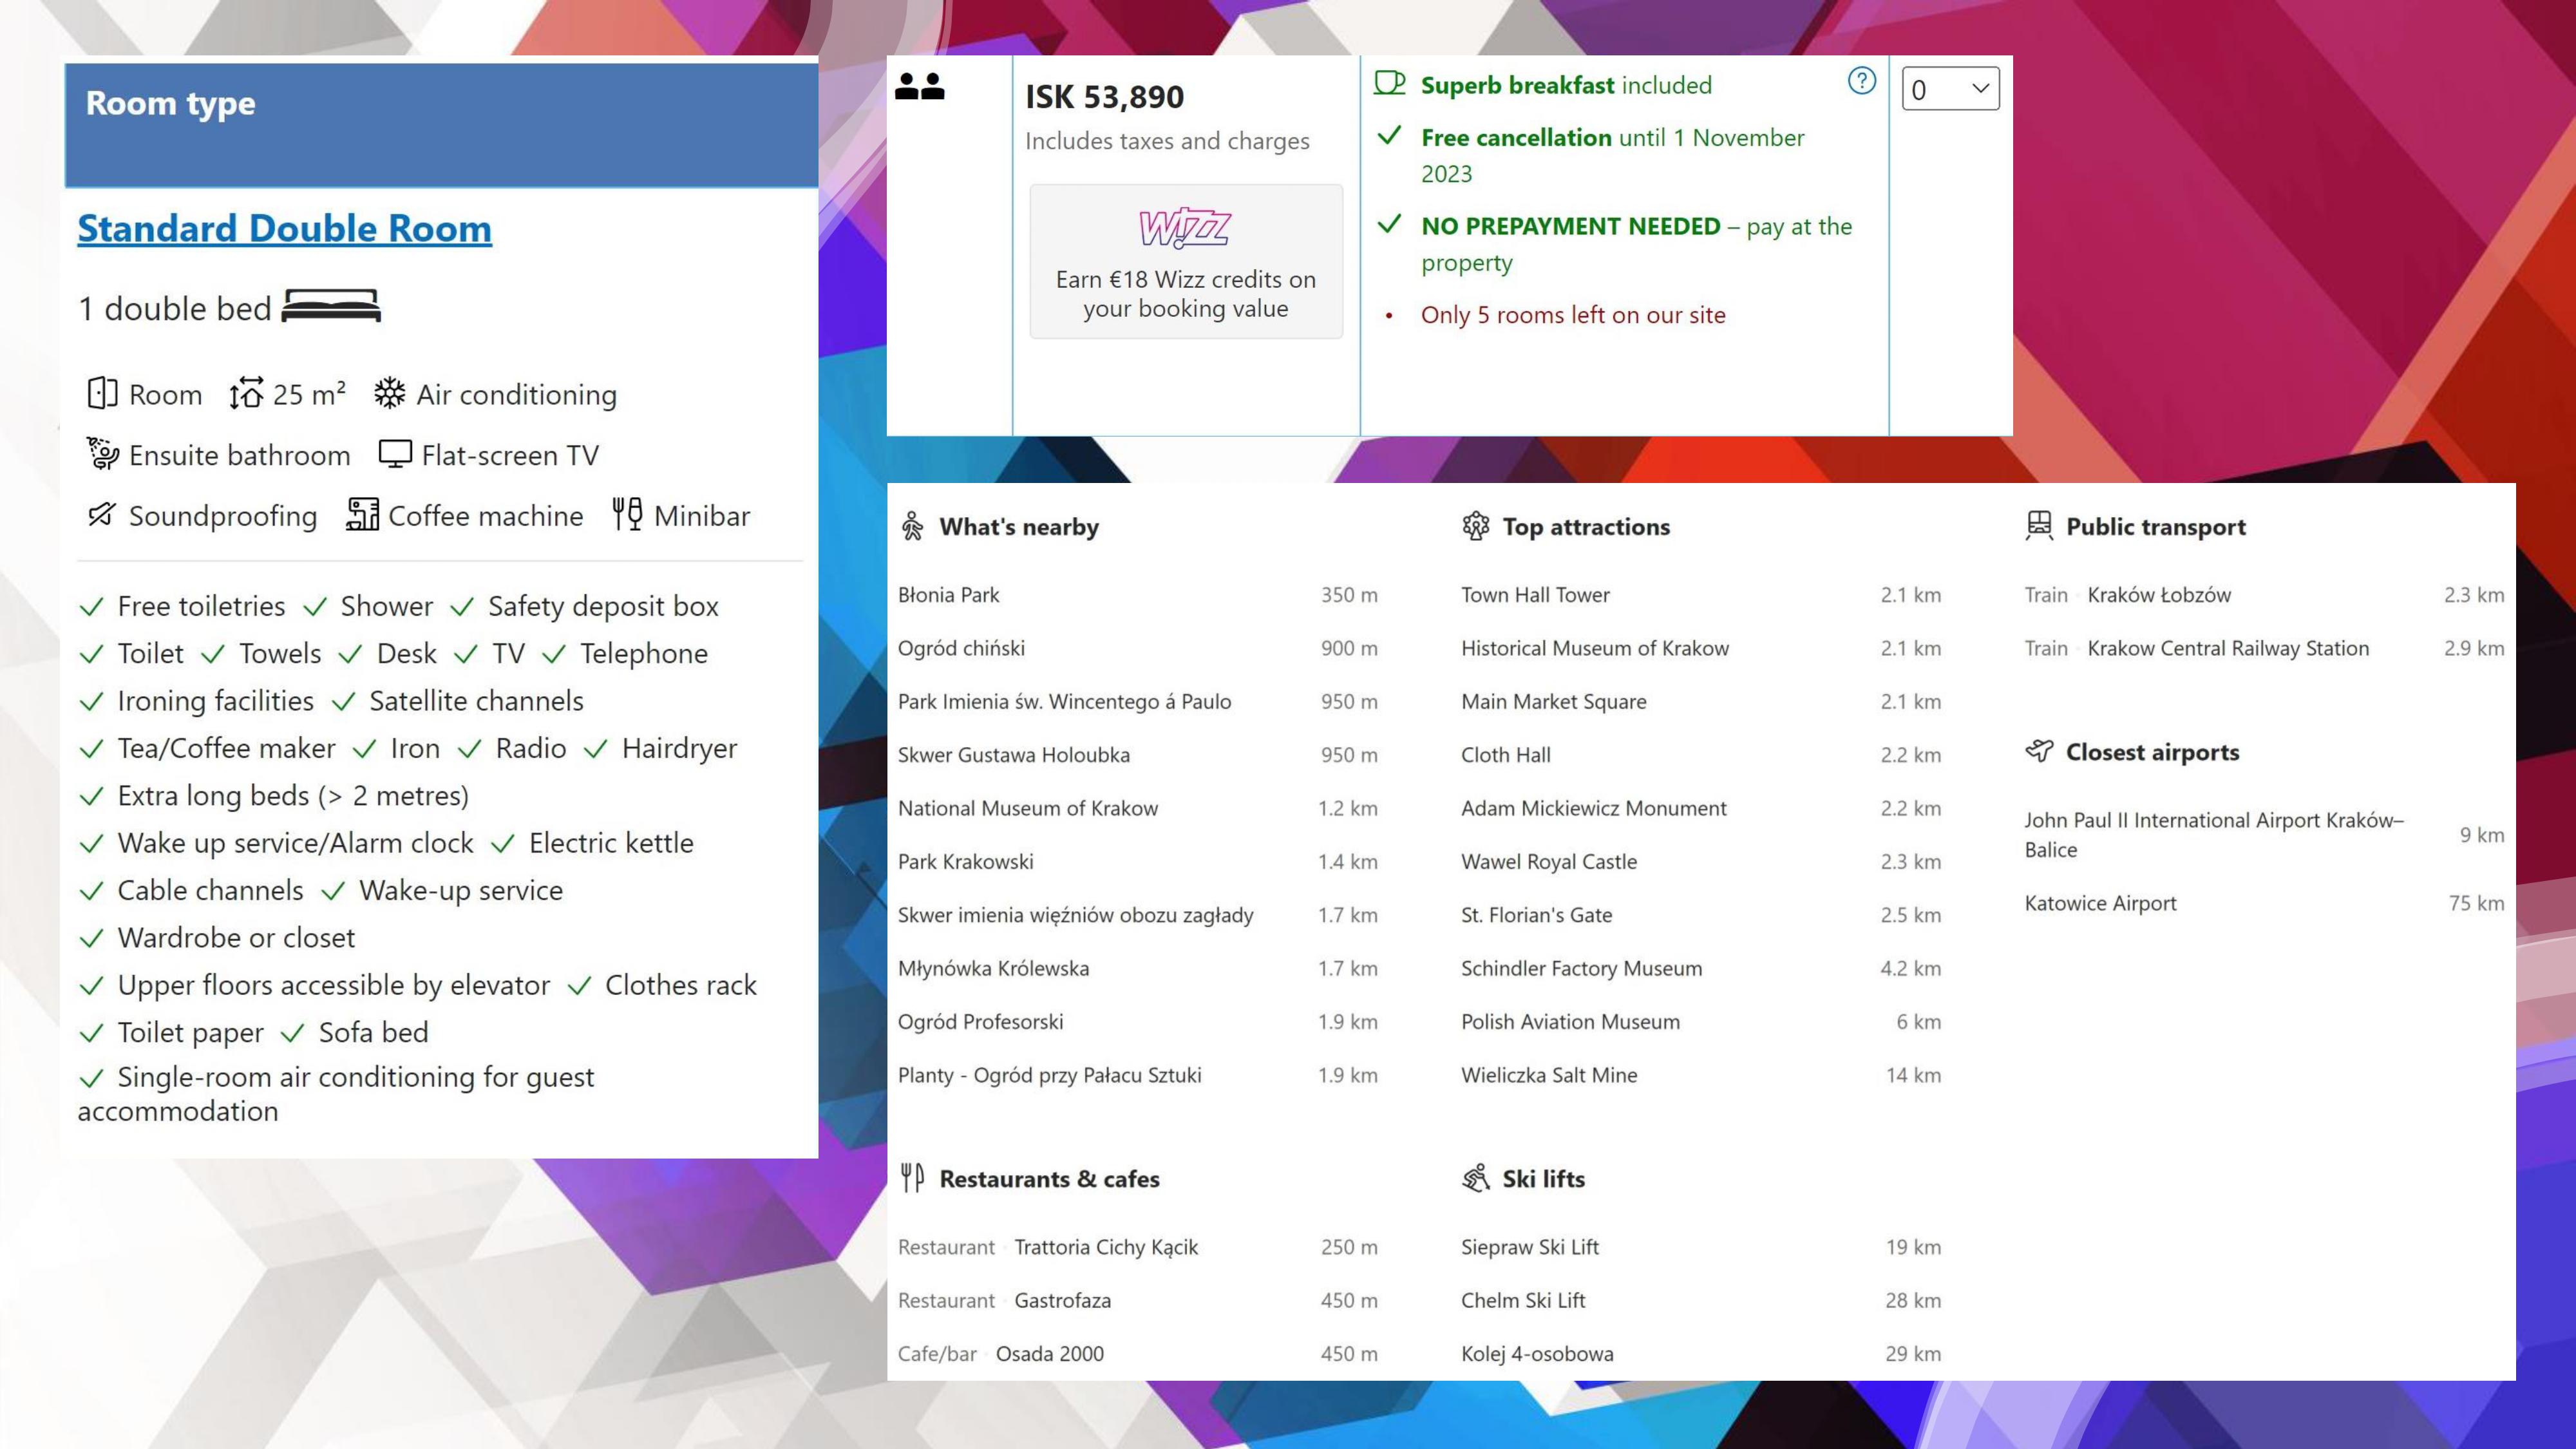 Room type
Standard Double Room
1 double bed
Room 25 m² Air conditioning
Ensuite bathroom Flat-screen TV
Soundproofing Coffee machine Minibar
Free toiletries Shower Safety deposit box
Toilet Towels Desk TV Telephone
Ironing facilities Satellite channels
Tea/Coffee maker Iron Radio Hairdryer
Extra long beds (> 2 metres)
Wake up service/Alarm clock Electric kettle
Cable channels Wake-up service
Wardrobe or closet
Upper floors accessible by elevator Clothes rack
Toilet paper Sofa bed
Single-room air conditioning for guest
accommodation
ISK 53,890
Includes taxes and charges
WIZZ
Earn €18 Wizz credits on
your booking value
Superb breakfast included
Free cancellation until 1 November
2023
NO PREPAYMENT NEEDED – pay at the
property
• Only 5 rooms left on our site
?
0
What's nearby
Błonia Park 350 m
Ogród chiński 900 m
Park Imienia św. Wincentego á Paulo 950 m
Skwer Gustawa Holoubka 950 m
National Museum of Krakow 1.2 km
Park Krakowski 1.4 km
Skwer imienia więźniów obozu zagłady 1.7 km
Młynówka Królewska 1.7 km
Ogród Profesorski 1.9 km
Planty - Ogród przy Pałacu Sztuki 1.9 km
Top attractions
Town Hall Tower 2.1 km
Historical Museum of Krakow 2.1 km
Main Market Square 2.1 km
Cloth Hall 2.2 km
Adam Mickiewicz Monument 2.2 km
Wawel Royal Castle 2.3 km
St. Florian's Gate 2.5 km
Schindler Factory Museum 4.2 km
Polish Aviation Museum 6 km
Wieliczka Salt Mine 14 km
Public transport
Train Kraków Łobzów 2.3 km
Train Krakow Central Railway Station 2.9 km
Closest airports
John Paul II International Airport Kraków–
Balice 9 km
Katowice Airport 75 km
Restaurants & cafes
Restaurant Trattoria Cichy Kącik 250 m
Restaurant Gastrofaza 450 m
Cafe/bar Osada 2000 450 m
Ski lifts
Siepraw Ski Lift 19 km
Chelm Ski Lift 28 km
Kolej 4-osobowa 29 km